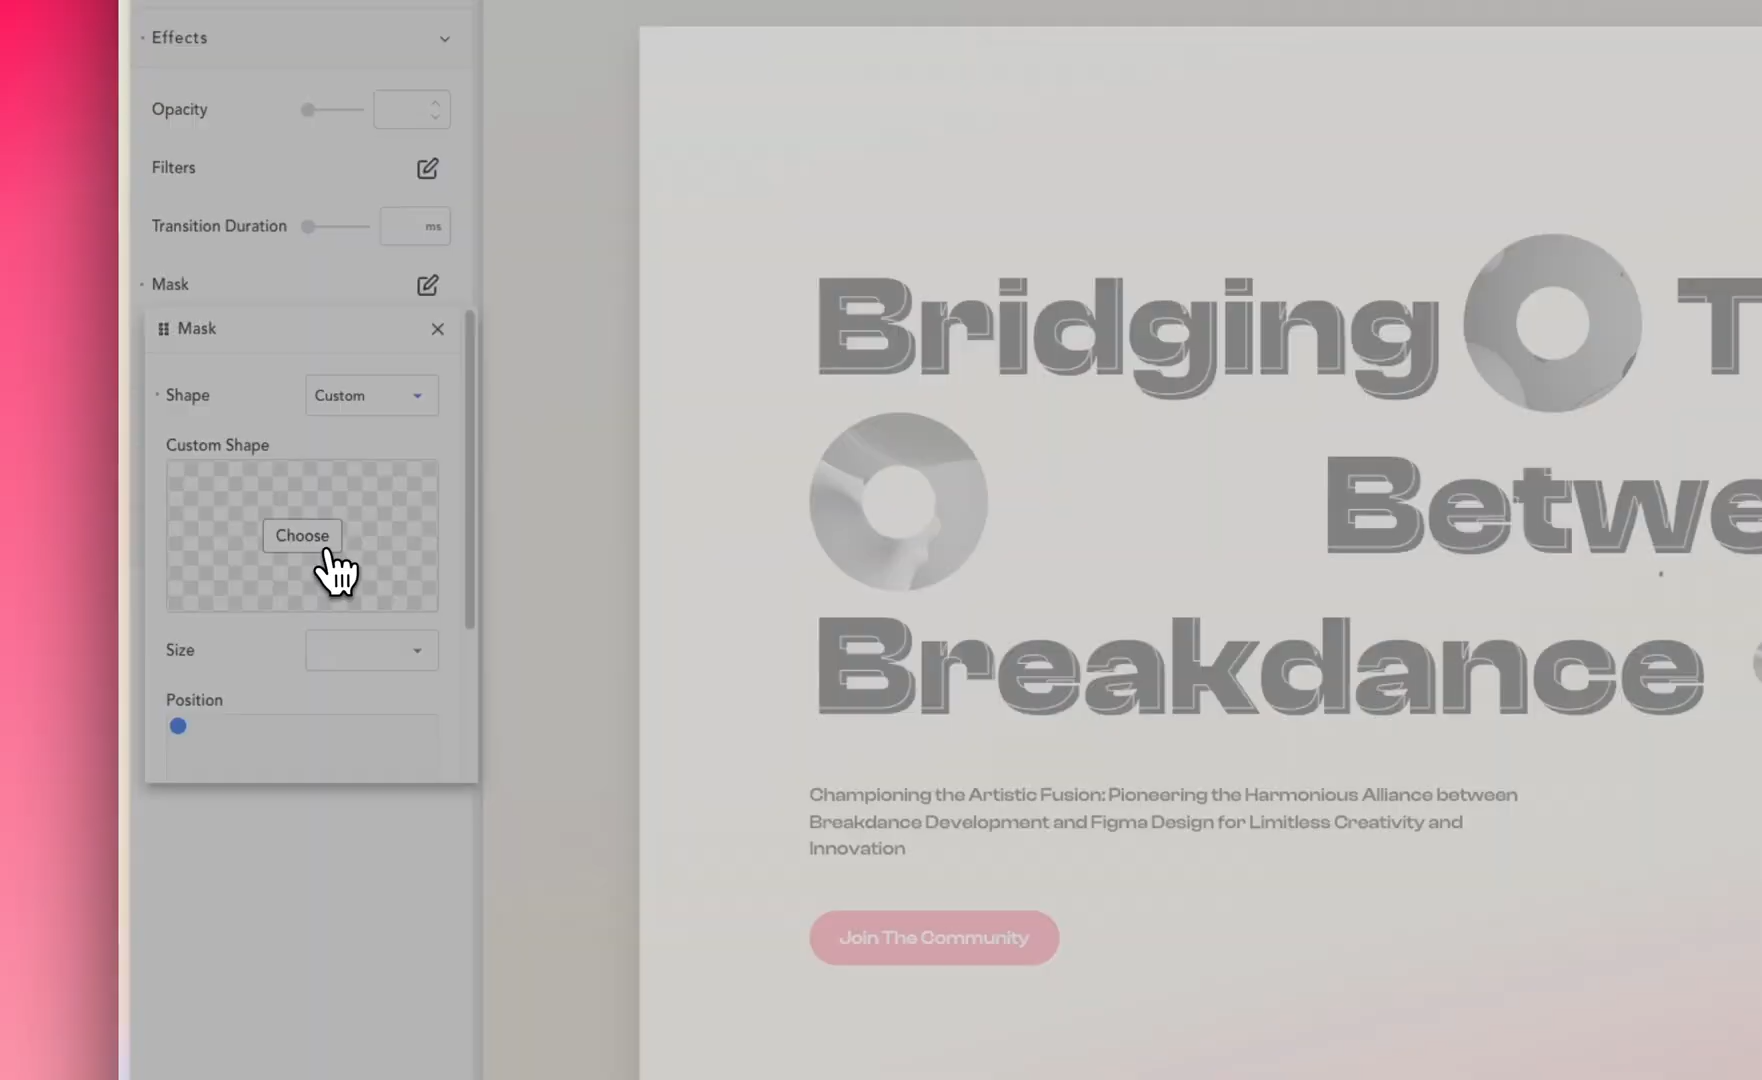 Effects
Opacity
Filters
Transition Duration
ms
Mask
Mask
Shape
Custom
Custom Shape
Choose
Size
Position
Bridging T
Betwe
Breakdance
Championing the Artistic Fusion: Pioneering the Harmonious Alliance between
Breakdance Development and Figma Design for Limitless Creativity and
Innovation
Join The Community